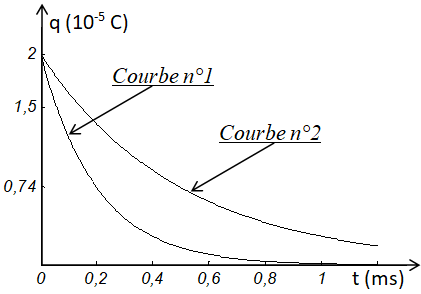 q (10⁻⁵ C)
2
Courbe n°1
1,5
Courbe n°2
0,74
0
0 0,2 0,4 0,6 0,8 1 t (ms)